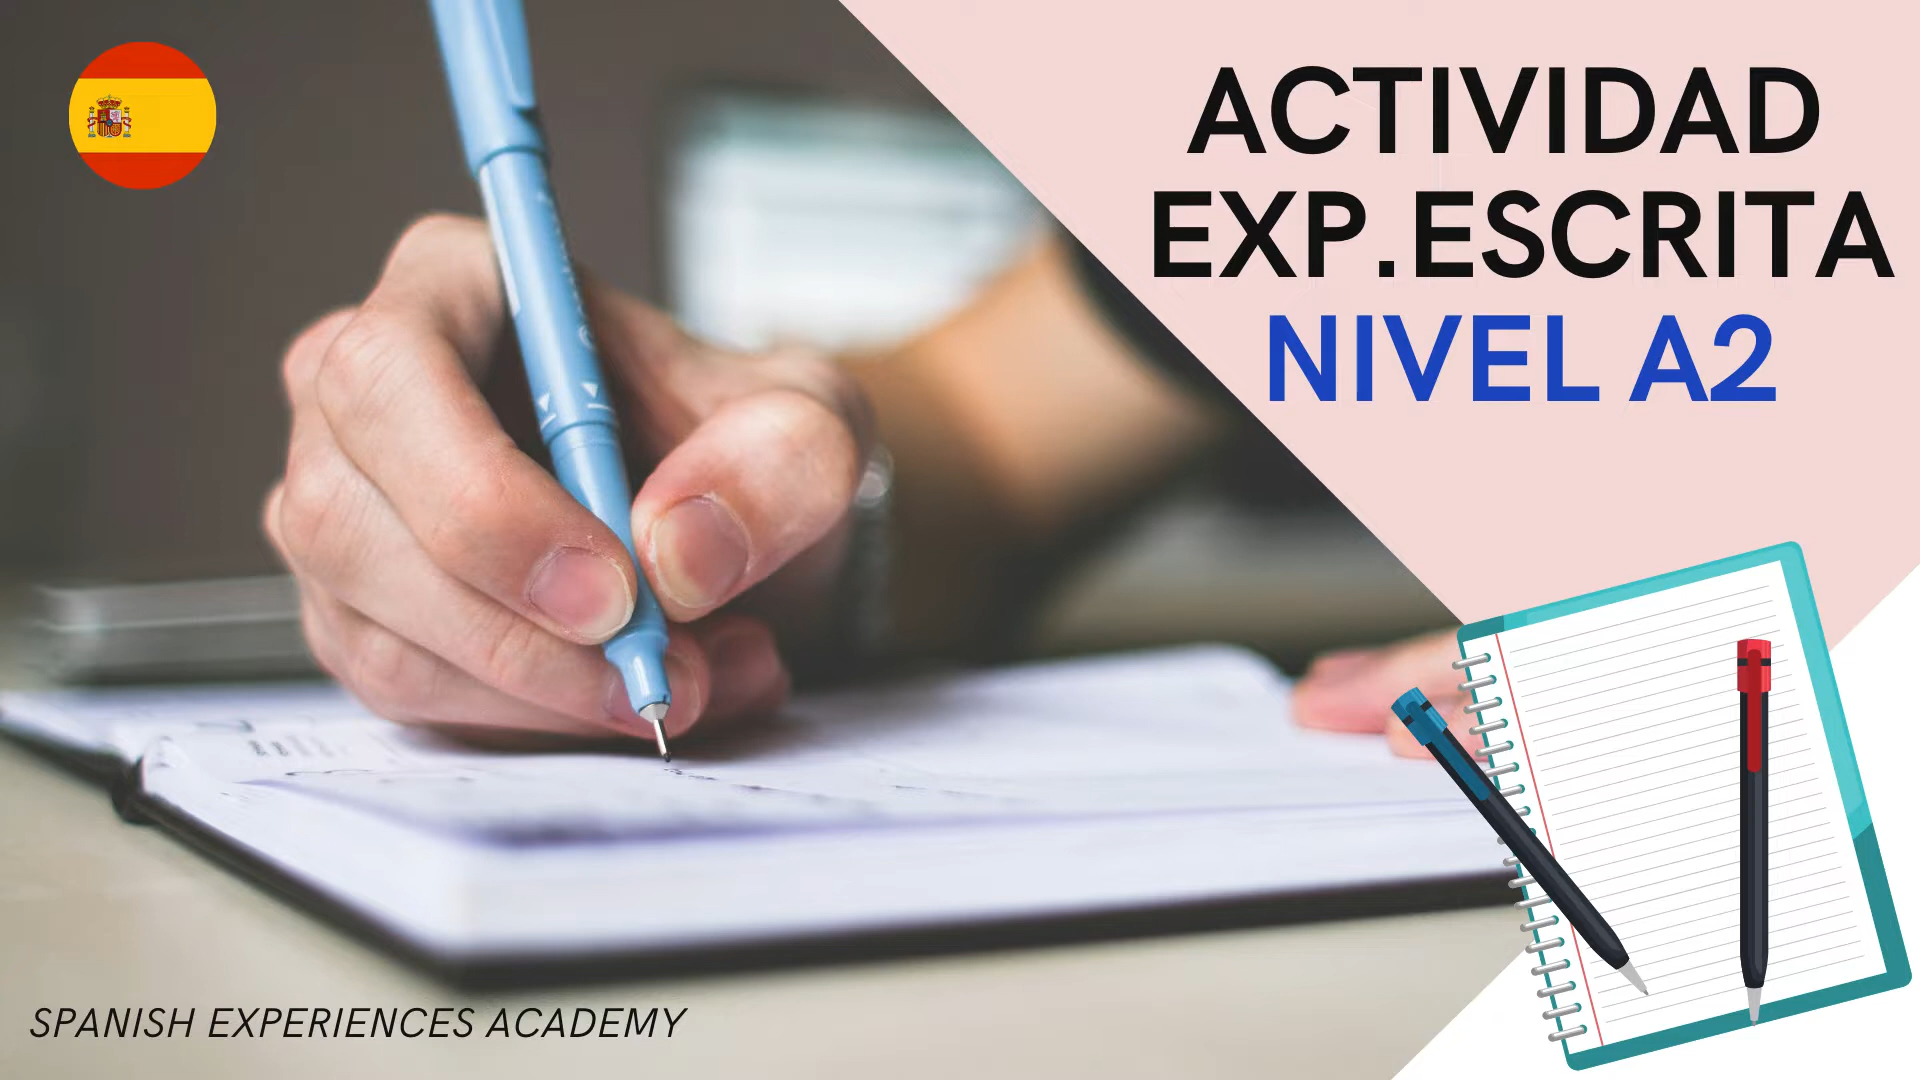 ACTIVIDAD
EXP.ESCRITA
NIVEL A2
SPANISH EXPERIENCES ACADEMY